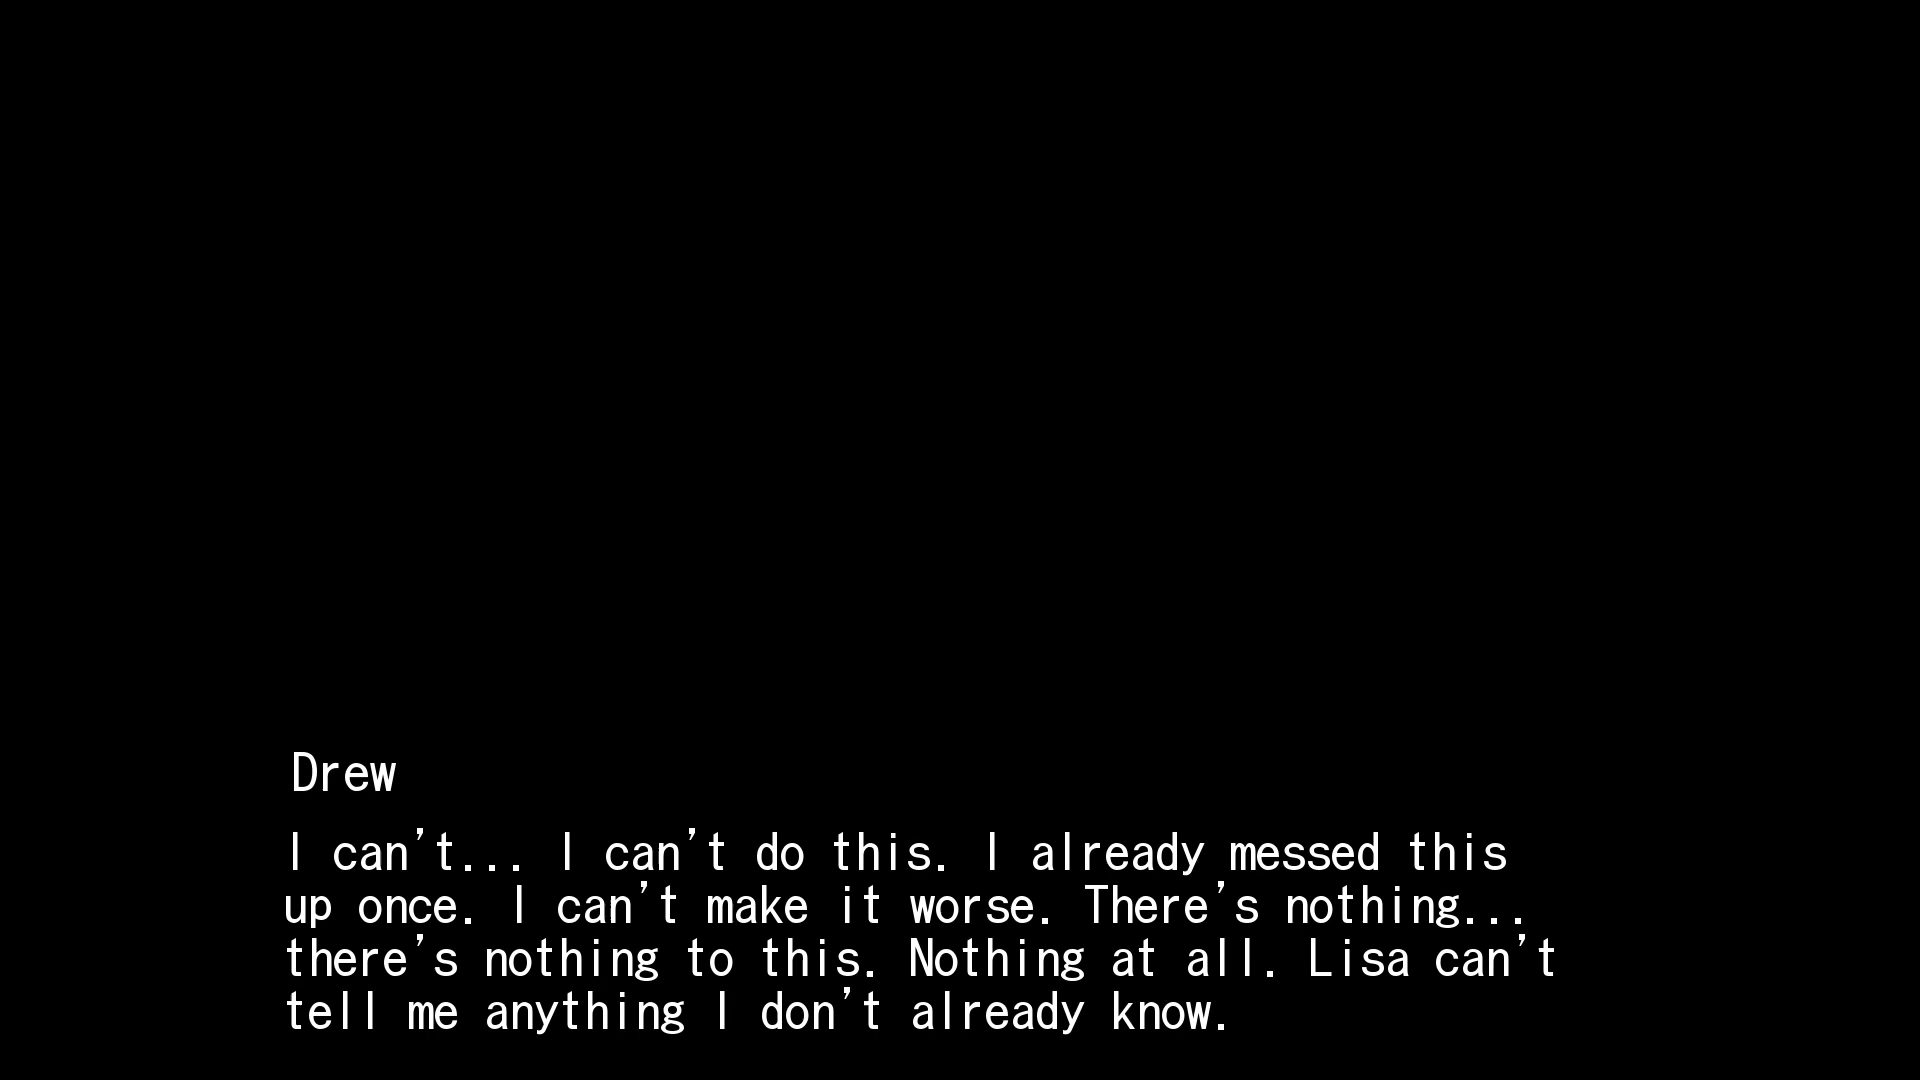 Drew
I can't... I can't do this. I already messed this
up once. I can't make it worse. There's nothing...
there's nothing to this. Nothing at all. Lisa can't
tell me anything I don't already know.